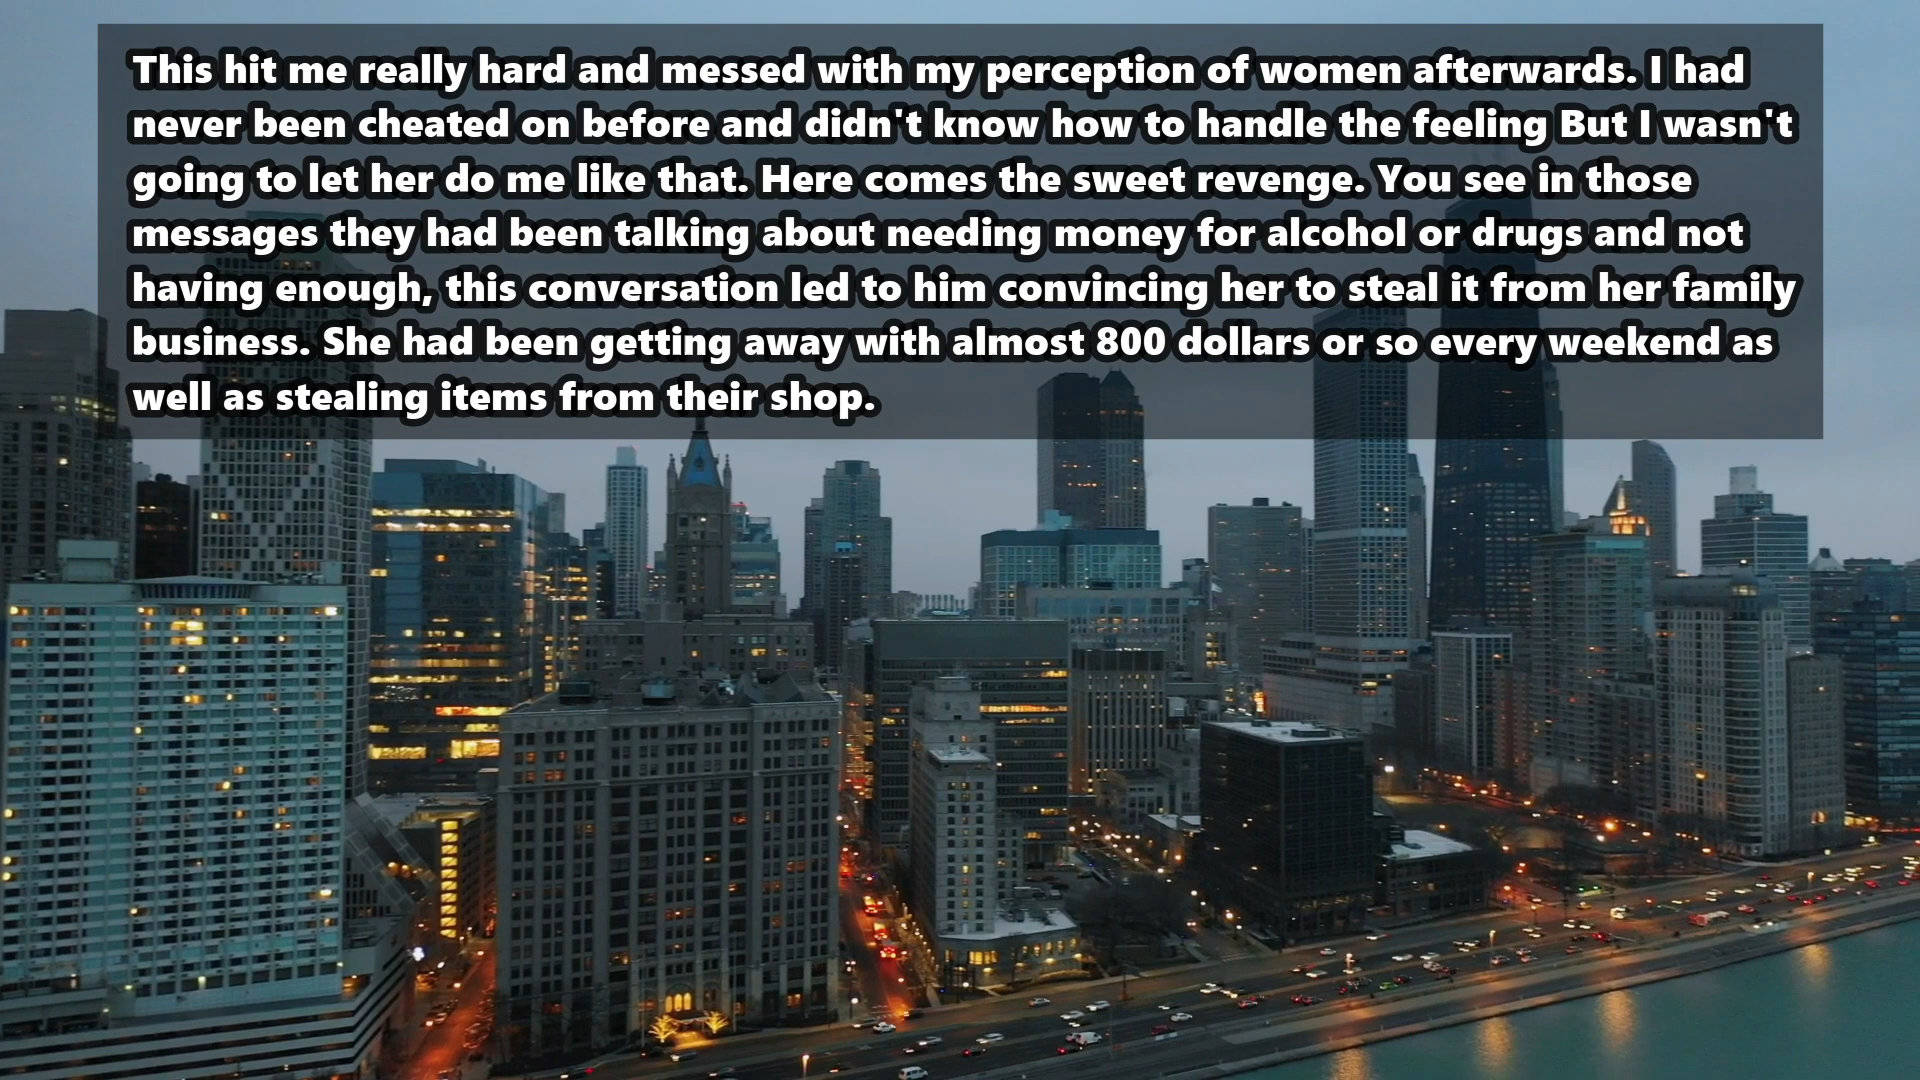 This hit me really hard and messed with my perception of women afterwards. I had
never been cheated on before and didn't know how to handle the feeling But I wasn't
going to let her do me like that. Here comes the sweet revenge. You see in those
messages they had been talking about needing money for alcohol or drugs and not
having enough, this conversation led to him convincing her to steal it from her family
business. She had been getting away with almost 800 dollars or so every weekend as
well as stealing items from their shop.